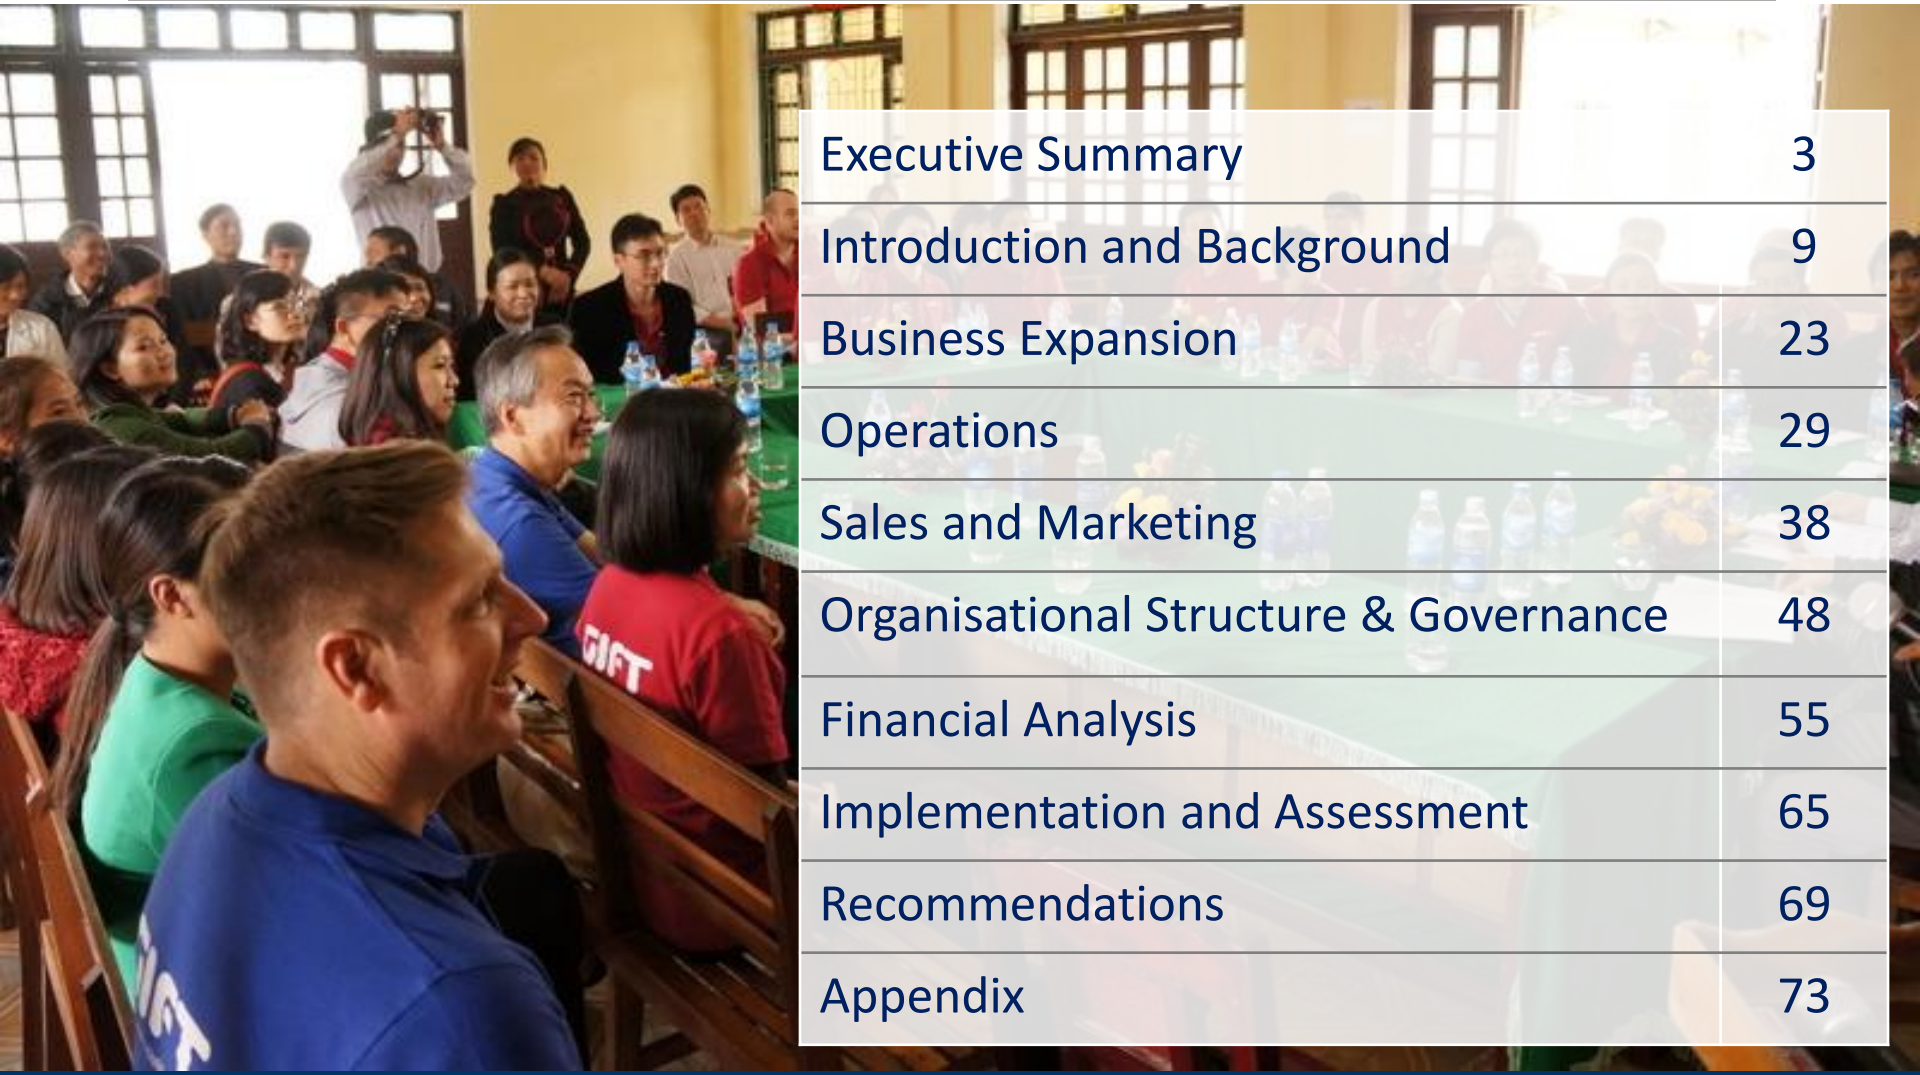 Executive Summary 3
Introduction and Background 9
Business Expansion 23
Operations 29
Sales and Marketing 38
Organisational Structure & Governance 48
Financial Analysis 55
Implementation and Assessment 65
Recommendations 69
Appendix 73
GIFT
GIFT